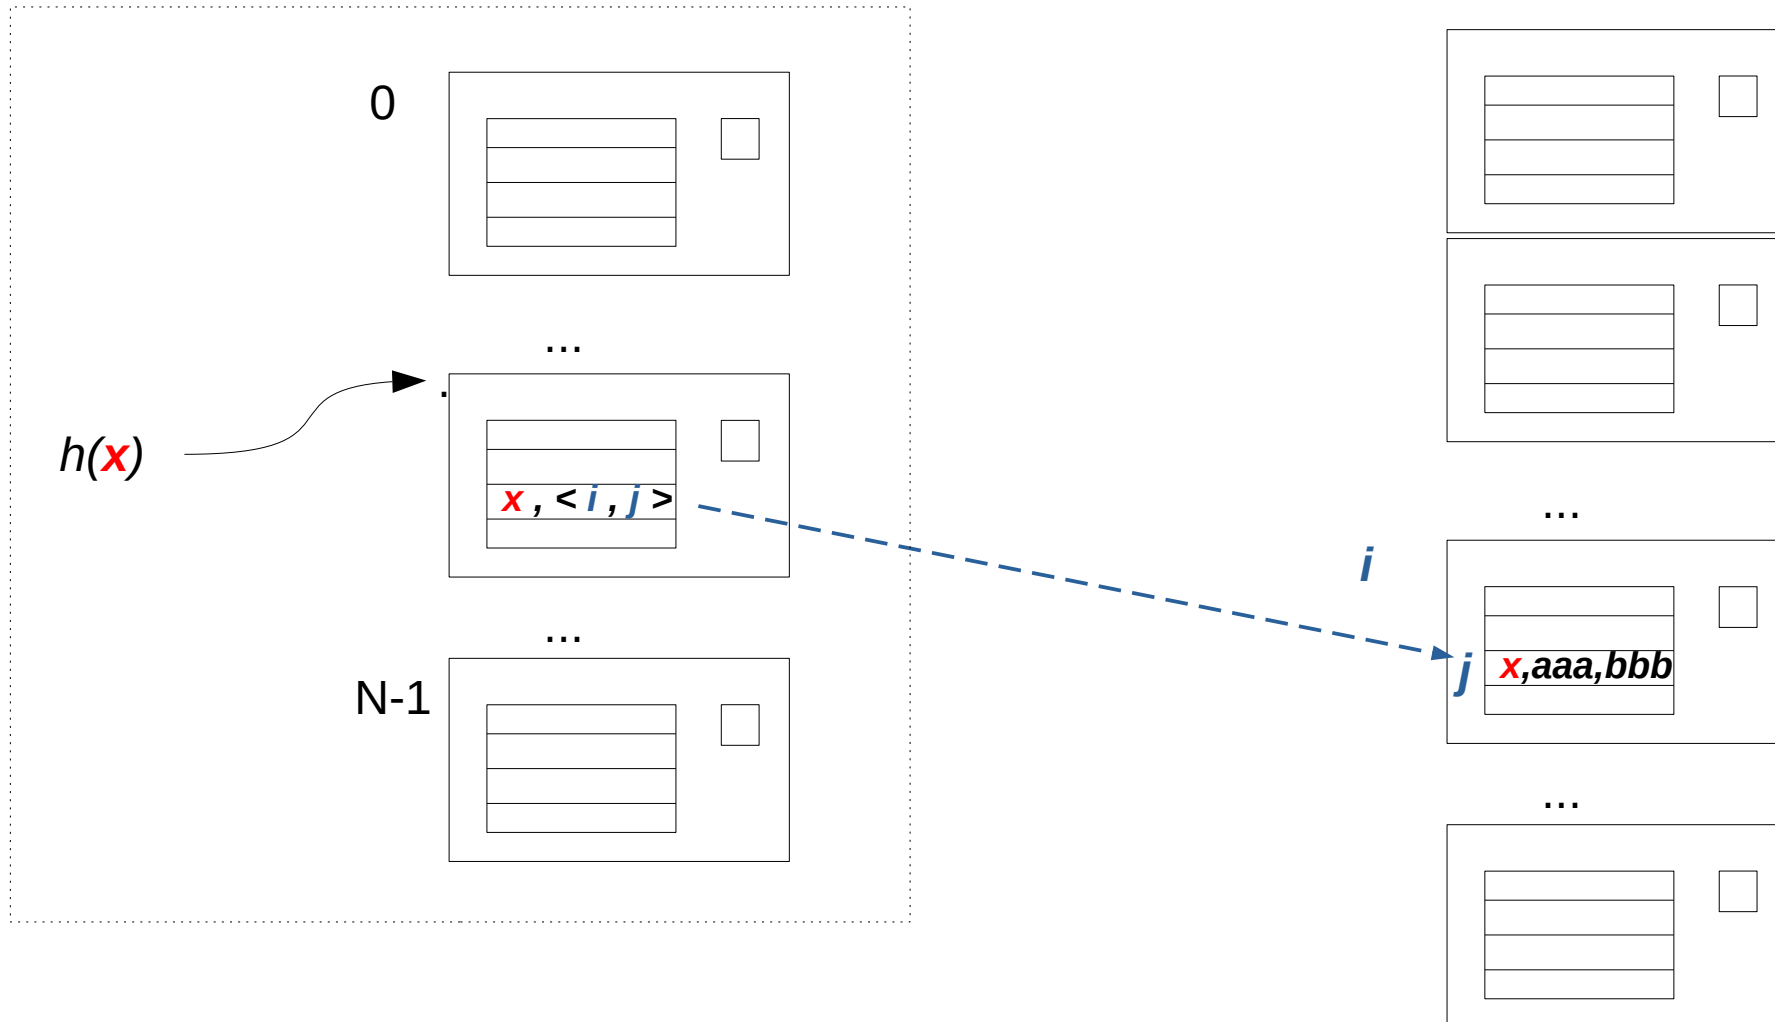 0
...
.
h(x)
x , < i , j >
...
N-1
...
i
j
x,aaa,bbb
...